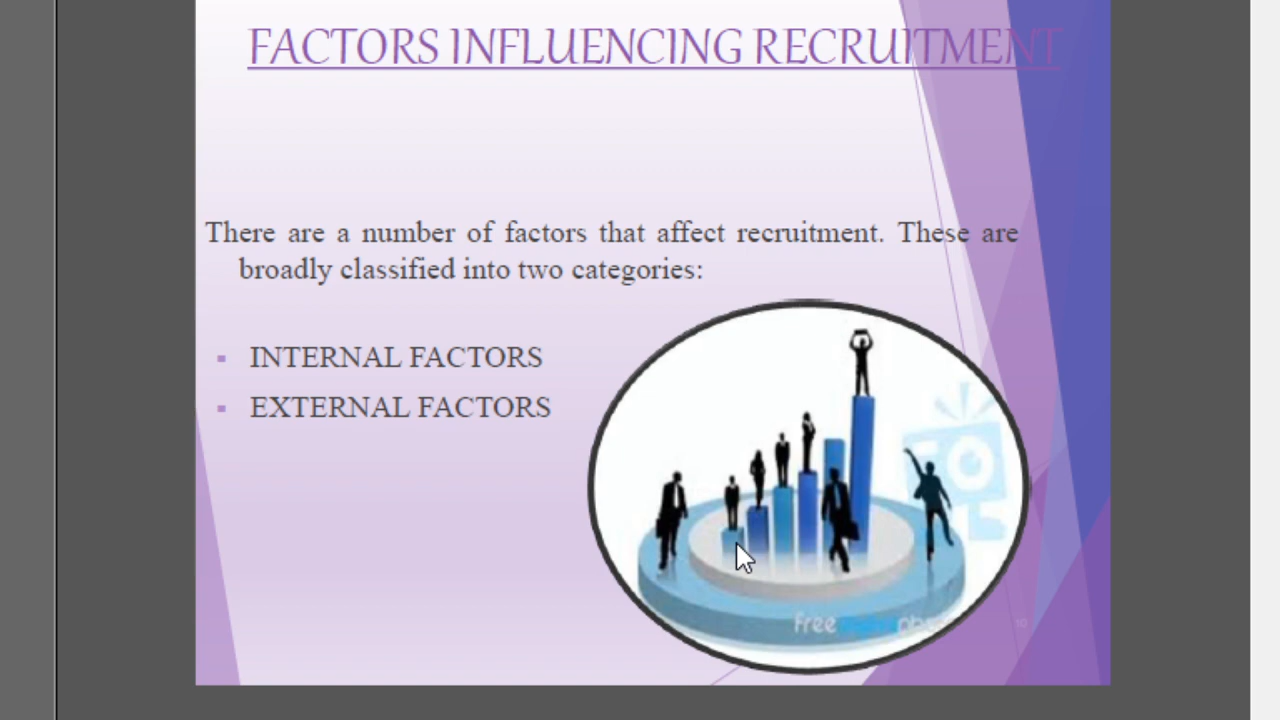 FACTORS INFLUENCING RECRUITMENT
There are a number of factors that affect recruitment. These are
broadly classified into two categories:
▪ INTERNAL FACTORS
▪ EXTERNAL FACTORS
free